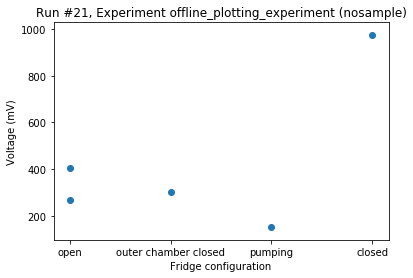 Run #21, Experiment offline_plotting_experiment (nosample)
1000
800
600
400
200
Voltage (mV)
open
outer chamber closed
pumping
closed
Fridge configuration